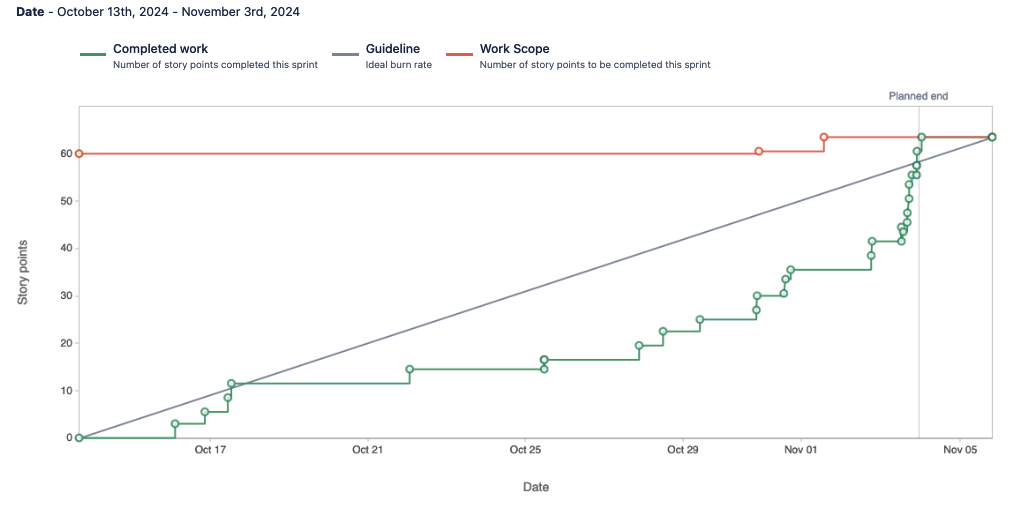 Date - October 13th, 2024 - November 3rd, 2024
Completed work
Number of story points completed this sprint
Guideline
Ideal burn rate
Work Scope
Number of story points to be completed this sprint
Planned end
60
50
40
30
20
10
0
Story points
Oct 17
Oct 21
Oct 25
Oct 29
Nov 01
Nov 05
Date